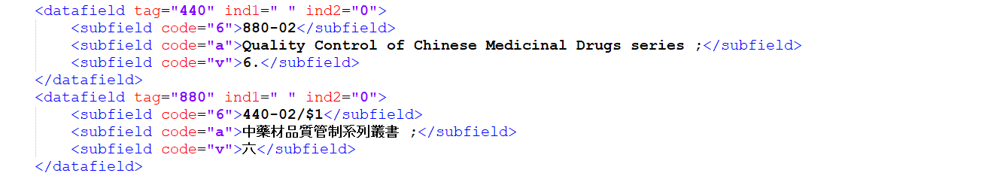 <datafield tag="440" ind1=" " ind2="0">
<subfield code="6">880-02</subfield>
<subfield code="a">Quality Control of Chinese Medicinal Drugs series ;</subfield>
<subfield code="v">6.</subfield>
</datafield>
<datafield tag="880" ind1=" " ind2="0">
<subfield code="6">440-02/$1</subfield>
<subfield code="a">中藥材品質管制系列叢書 ;</subfield>
<subfield code="v">六</subfield>
</datafield>